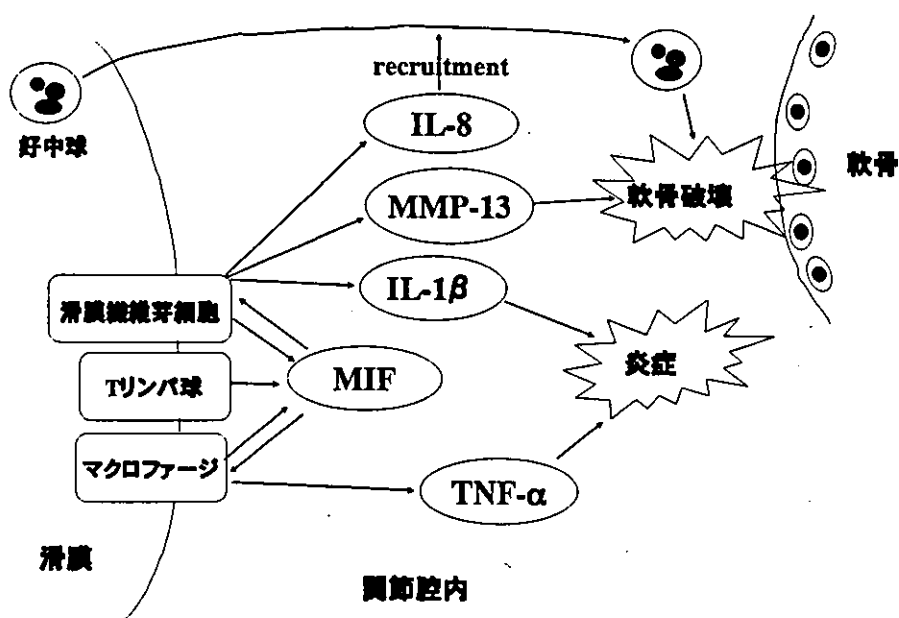 recruitment
好中球
IL-8
MMP-13
軟骨破壊
軟骨
IL-1β
滑膜繊維芽細胞
MIF
炎症
Tリンパ球
マクロファージ
TNF-α
滑膜
関節腔内